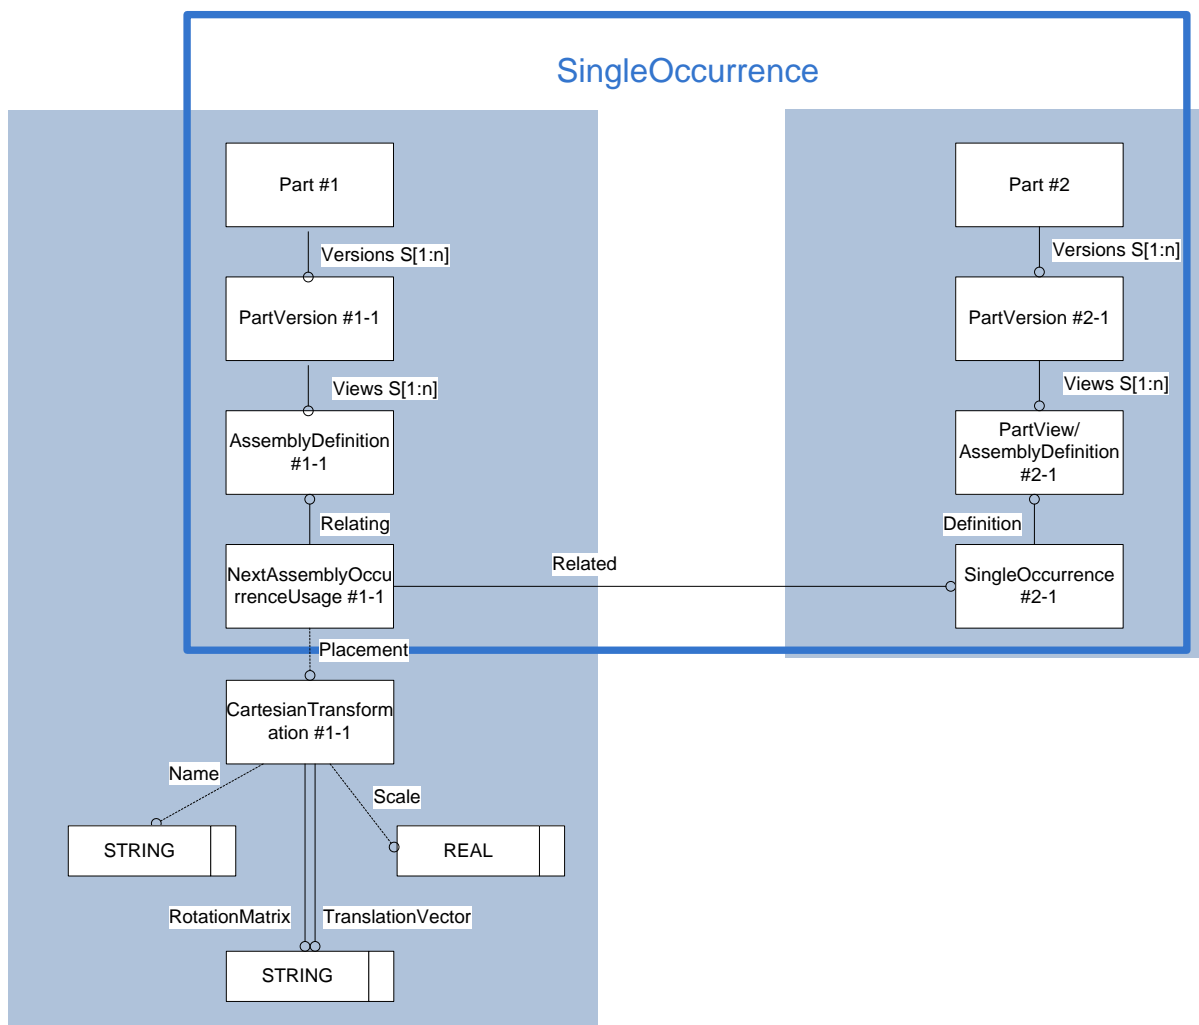 SingleOccurrence
Part #1
Part #2
Versions S[1:n]
Versions S[1:n]
PartVersion #1-1
PartVersion #2-1
Views S[1:n]
Views S[1:n]
AssemblyDefinition
#1-1
PartView/
AssemblyDefinition
#2-1
Relating
Definition
Related
NextAssemblyOccu
rrenceUsage #1-1
SingleOccurrence
#2-1
Placement
CartesianTransform
ation #1-1
Name
Scale
STRING
REAL
RotationMatrix
TranslationVector
STRING